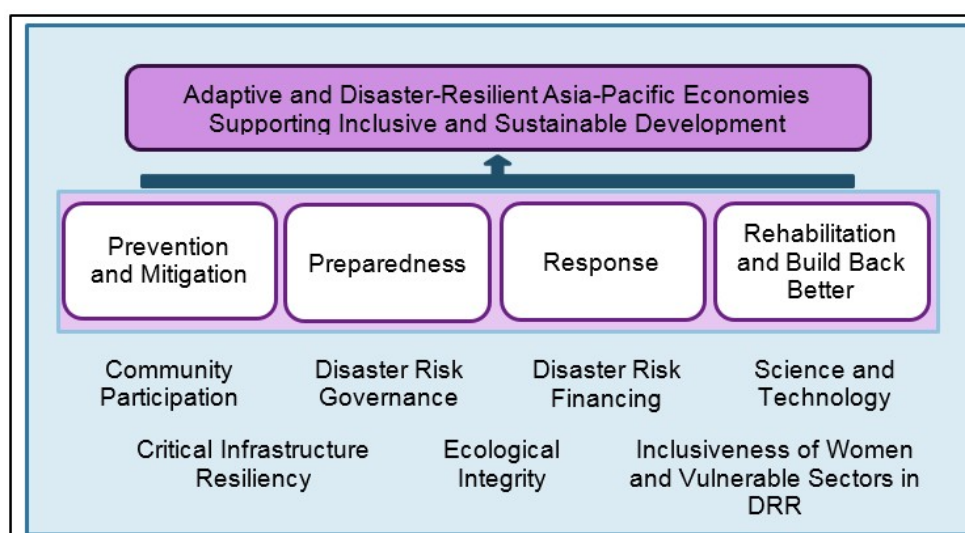 Adaptive and Disaster-Resilient Asia-Pacific Economies
Supporting Inclusive and Sustainable Development
Prevention
and Mitigation
Preparedness
Response
Rehabilitation
and Build Back
Better
Community
Participation
Disaster Risk
Governance
Disaster Risk
Financing
Science and
Technology
Critical Infrastructure
Resiliency
Ecological
Integrity
Inclusiveness of Women
and Vulnerable Sectors in
DRR